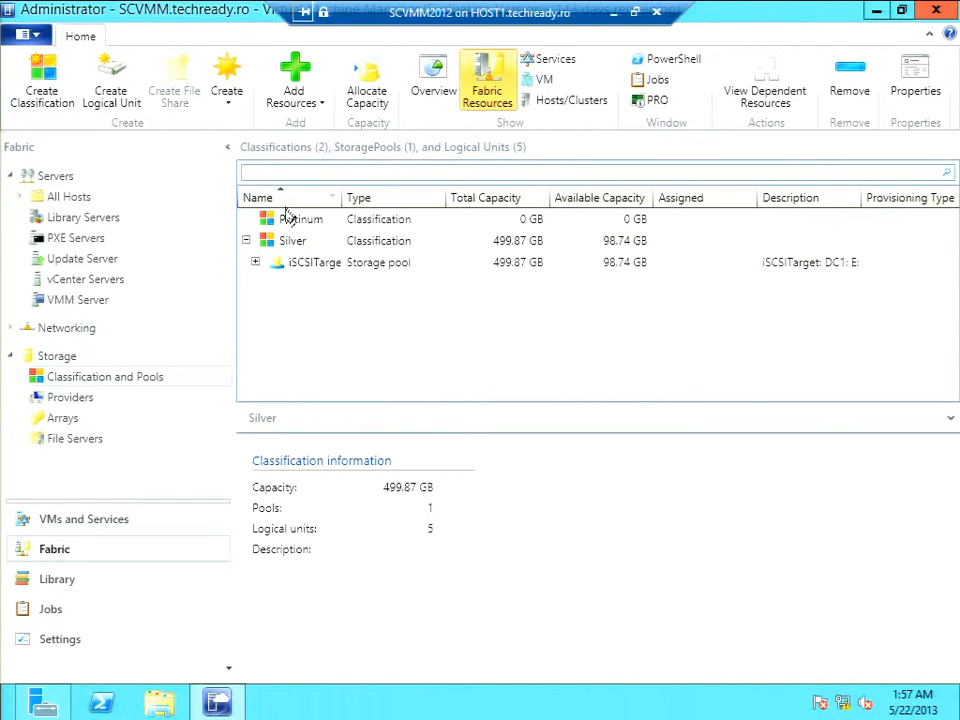 Administrator - SCVMM.techready.ro -
SCVMM2012 on HOST1.techready.ro
Home
Create Classification
Create Logical Unit
Create File Share
Create
Add Resources
Allocate Capacity
Overview
Fabric Resources
Services
VM
Hosts/Clusters
PowerShell
Jobs
PRO
View Dependent Resources
Remove
Properties
Create
Add
Capacity
Show
Window
Actions
Remove
Properties
Fabric
Servers
All Hosts
Library Servers
PXE Servers
Update Server
vCenter Servers
VMM Server
Networking
Storage
Classification and Pools
Providers
Arrays
File Servers
VMs and Services
Fabric
Library
Jobs
Settings
Classifications (2), StoragePools (1), and Logical Units (5)
Name Type Total Capacity Available Capacity Assigned Description Provisioning Type
Platinum Classification 0 GB 0 GB
Silver Classification 499.87 GB 98.74 GB
iSCSITarge Storage pool 499.87 GB 98.74 GB iSCSITarget: DC1: E:
Silver
Classification information
Capacity: 499.87 GB
Pools: 1
Logical units: 5
Description:
1:57 AM
5/22/2013